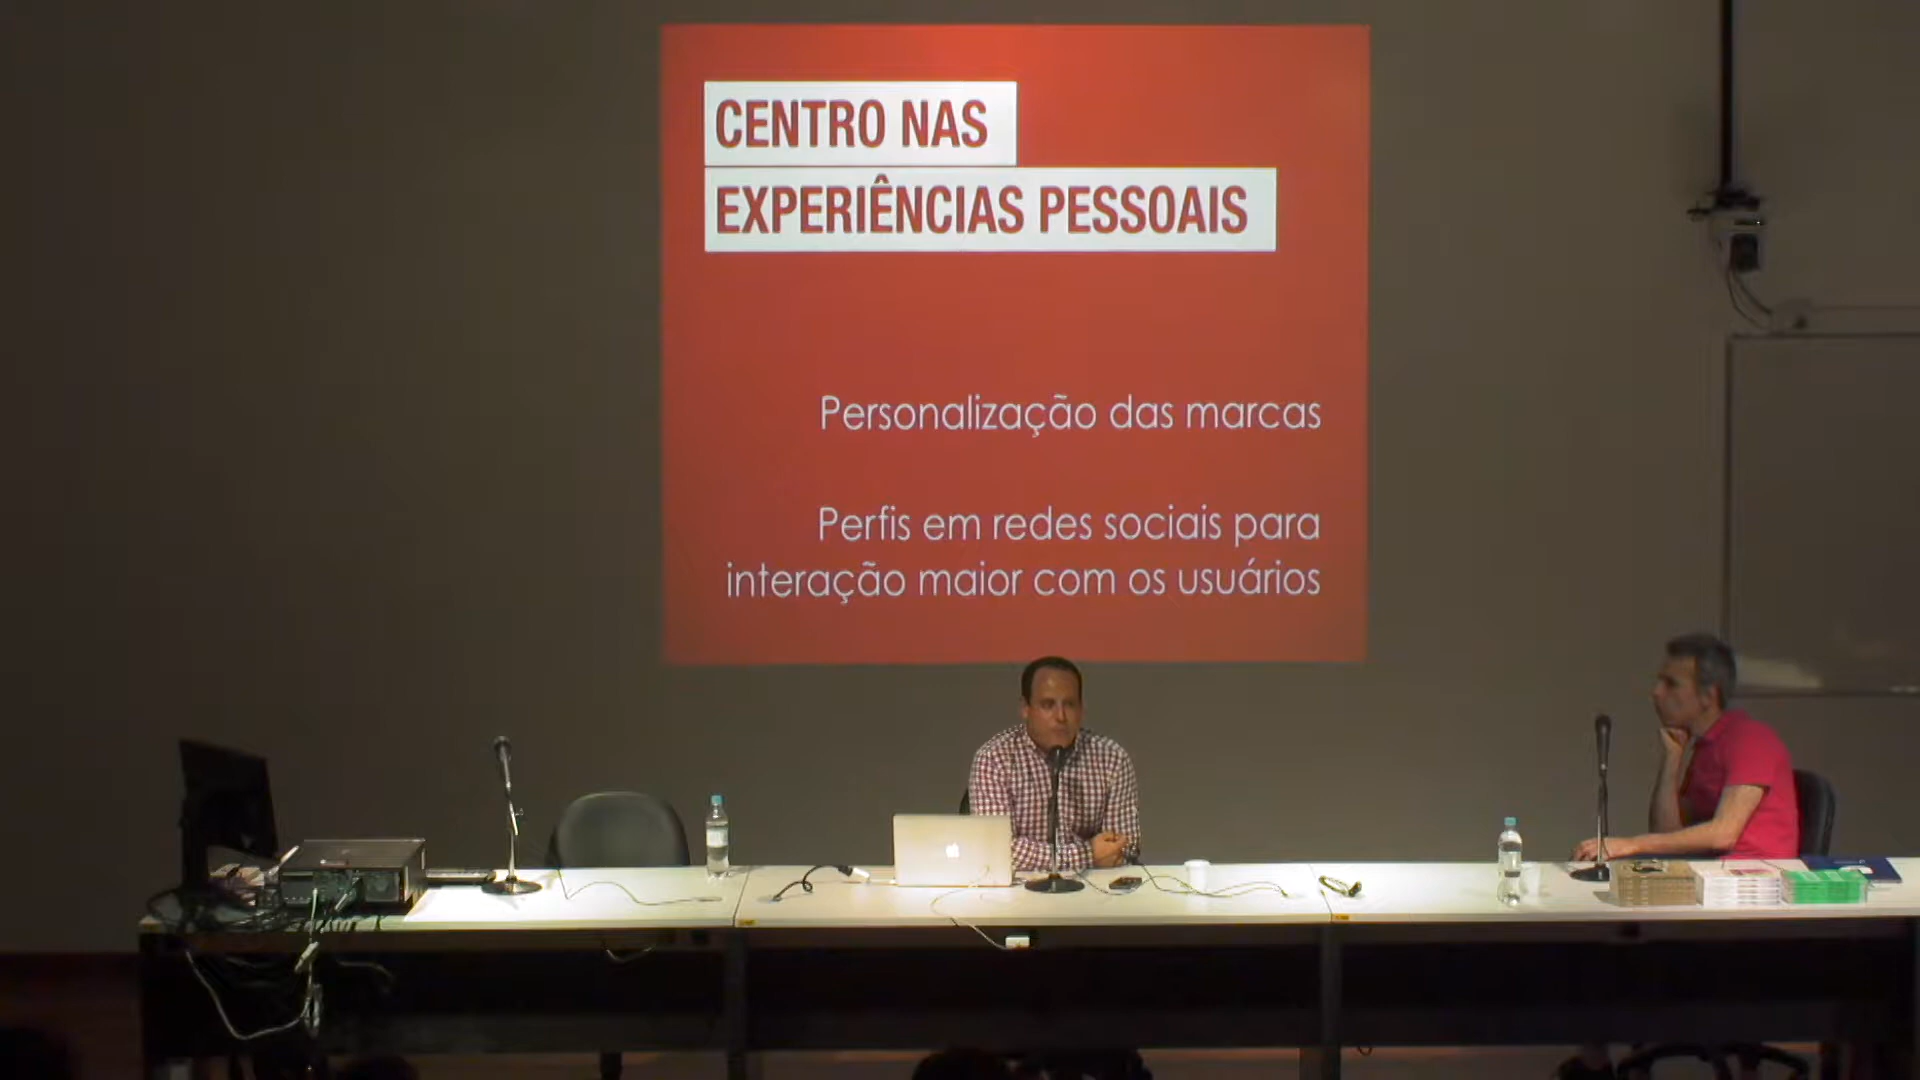 CENTRO NAS
EXPERIÊNCIAS PESSOAIS
Personalização das marcas
Perfis em redes sociais para
interação maior com os usuários